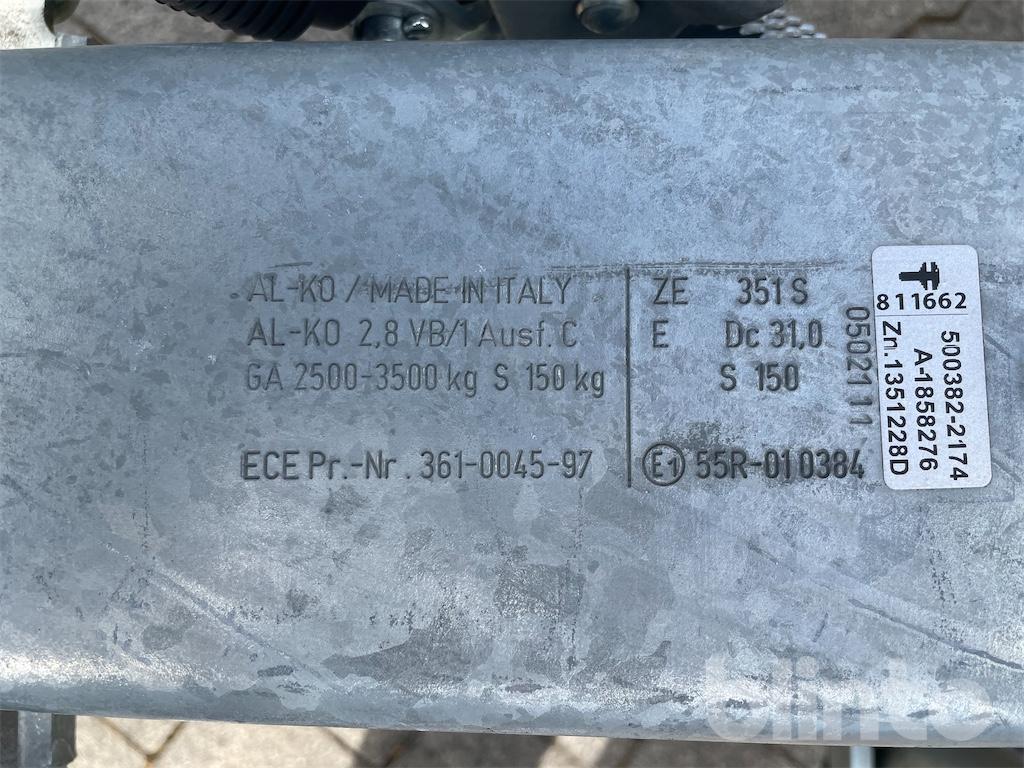 AL-KO / MADE IN ITALY
AL-KO 2,8 VB/1 Ausf. C
GA 2500-3500 kg S 150 kg
ECE Pr.-Nr. 361-0045-97
ZE 351 S
E Dc 31,0
S 150
E1 55R-010384
0502111
811662
500382-2174
A-1858276
Zn.1351228D
blinto